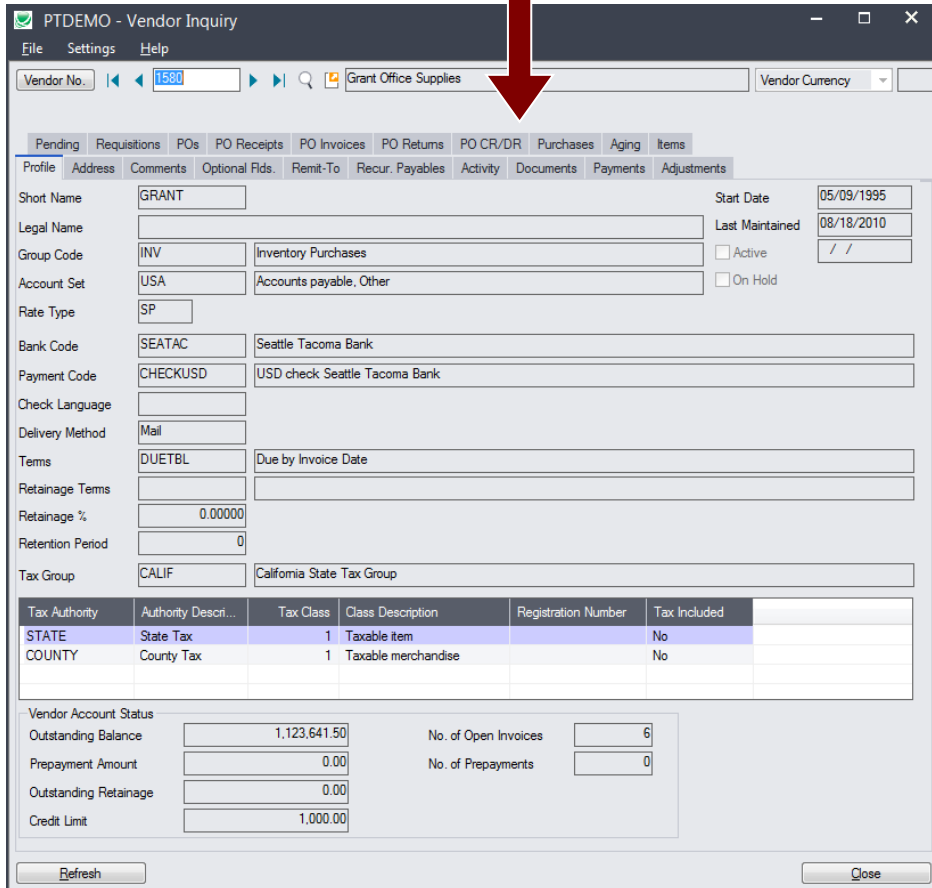 PTDEMO - Vendor Inquiry
File Settings Help
Vendor No. 1580 Grant Office Supplies Vendor Currency
Pending Requisitions POs PO Receipts PO Invoices PO Returns PO CR/DR Purchases Aging Items
Profile Address Comments Optional Flds. Remit-To Recur. Payables Activity Documents Payments Adjustments
Short Name GRANT Start Date 05/09/1995
Legal Name Last Maintained 08/18/2010
Group Code INV Inventory Purchases Active / /
Account Set USA Accounts payable, Other On Hold
Rate Type SP
Bank Code SEATAC Seattle Tacoma Bank
Payment Code CHECKUSD USD check Seattle Tacoma Bank
Check Language
Delivery Method Mail
Terms DUETBL Due by Invoice Date
Retainage Terms
Retainage % 0.00000
Retention Period 0
Tax Group CALIF California State Tax Group
Tax Authority Authority Descri... Tax Class Class Description Registration Number Tax Included
STATE State Tax 1 Taxable item No
COUNTY County Tax 1 Taxable merchandise No
Vendor Account Status
Outstanding Balance 1,123,641.50 No. of Open Invoices 6
Prepayment Amount 0.00 No. of Prepayments 0
Outstanding Retainage 0.00
Credit Limit 1,000.00
Refresh Close